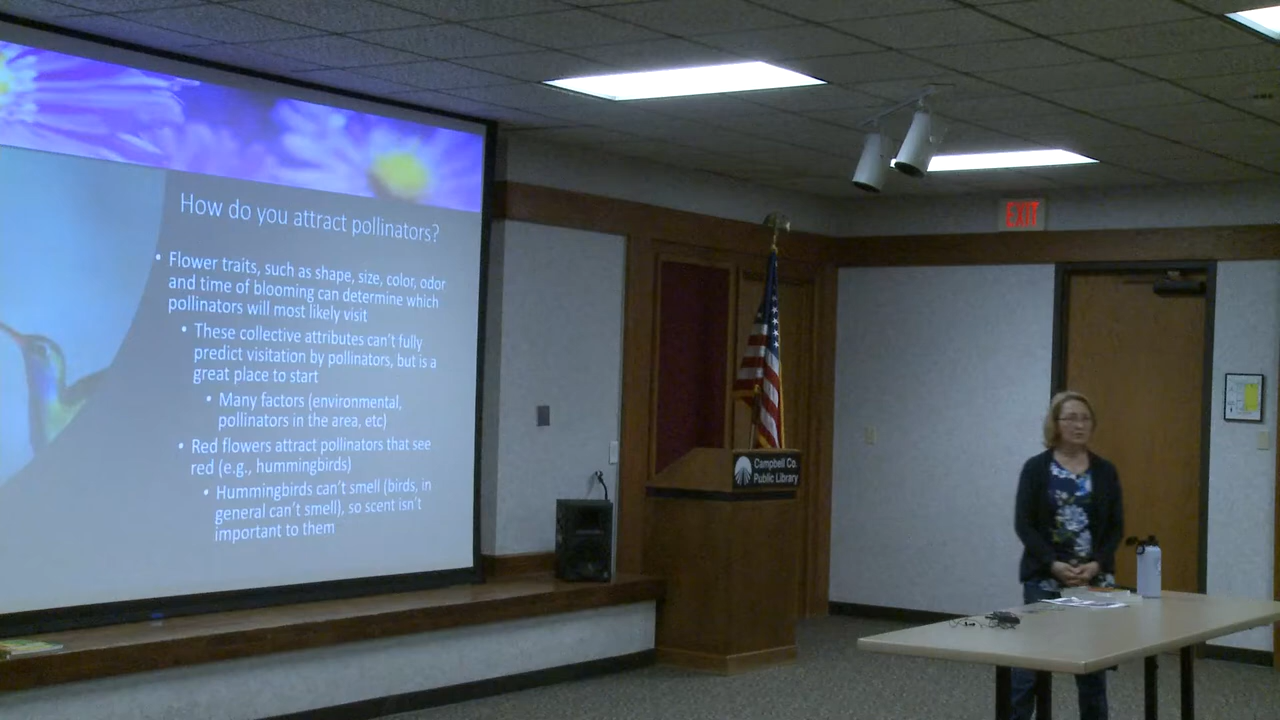 How do you attract pollinators?
• Flower traits, such as shape, size, color, odor
and time of blooming can determine which
pollinators will most likely visit
• These collective attributes can't fully
predict visitation by pollinators, but is a
great place to start
• Many factors (environmental,
pollinators in the area, etc)
• Red flowers attract pollinators that see
red (e.g., hummingbirds)
• Hummingbirds can't smell (birds, in
general can't smell), so scent isn't
important to them
EXIT
Campbell Co.
Public Library